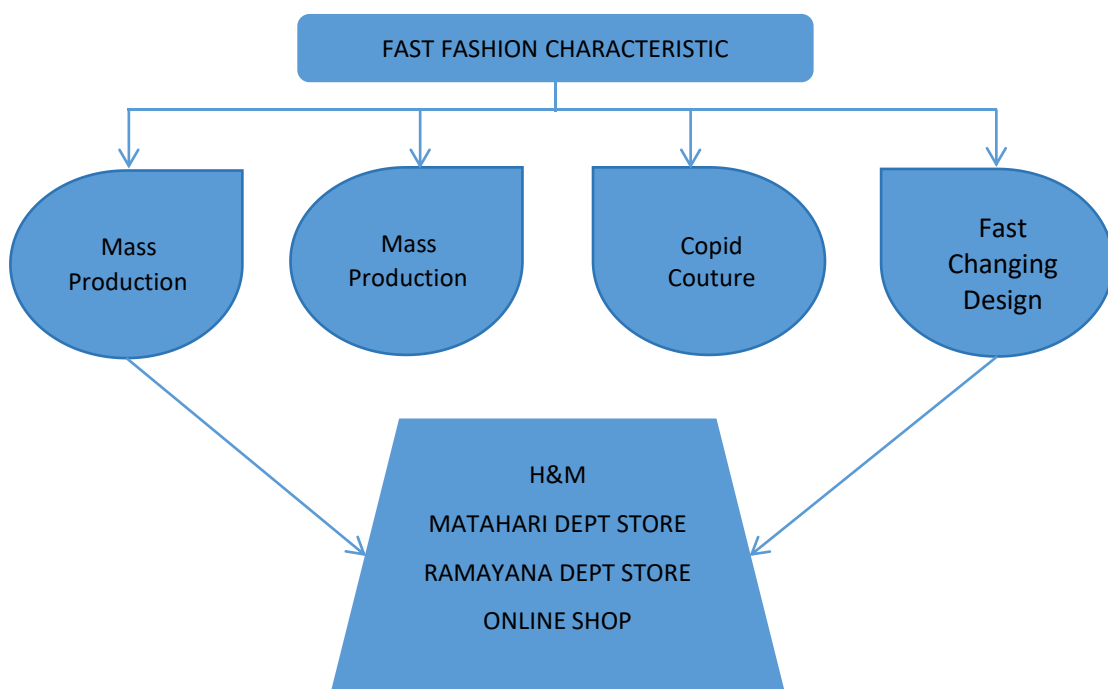 FAST FASHION CHARACTERISTIC
Mass
Production
Mass
Production
Copid
Couture
Fast
Changing
Design
H&M
MATAHARI DEPT STORE
RAMAYANA DEPT STORE
ONLINE SHOP